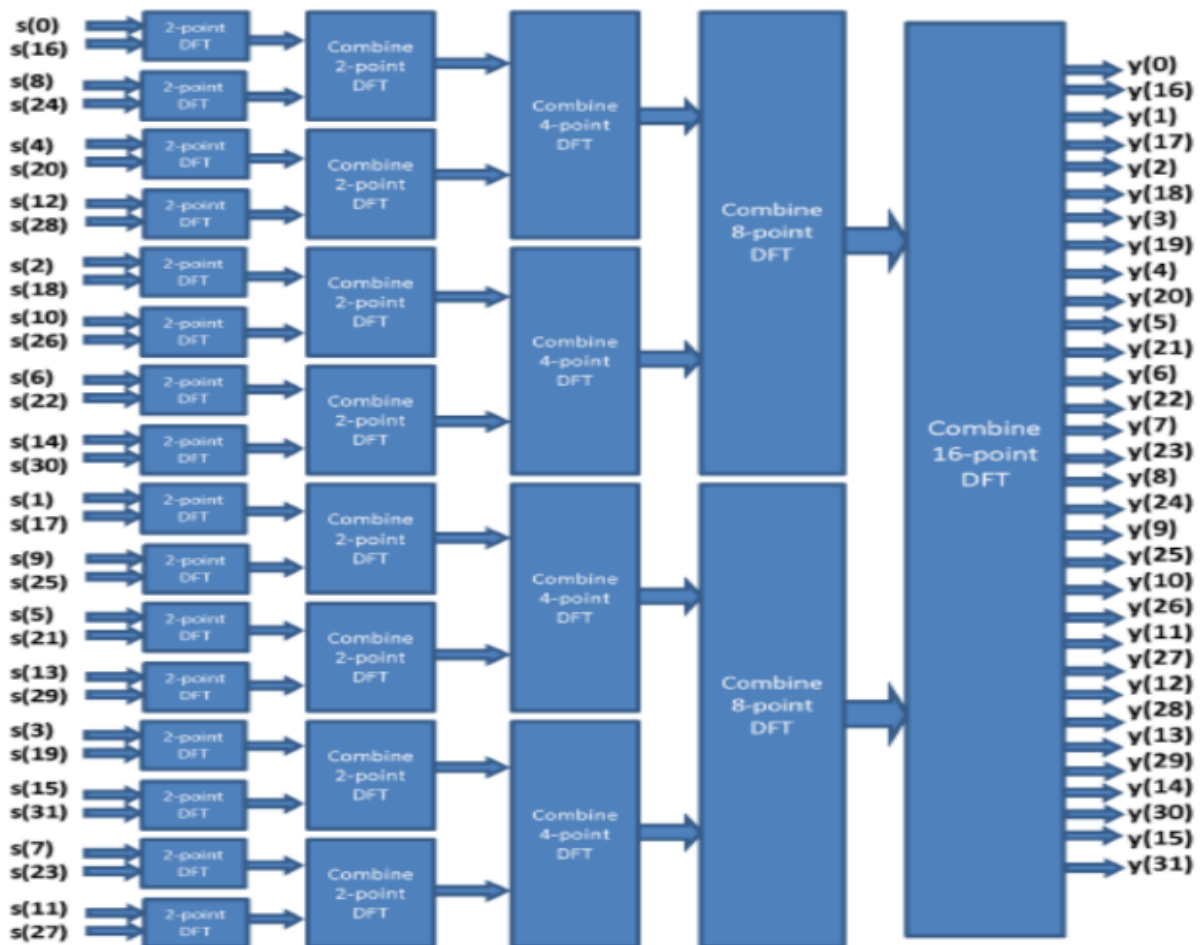 s(0)
s(16)
s(8)
s(24)
s(4)
s(20)
s(12)
s(28)
s(2)
s(18)
s(10)
s(26)
s(6)
s(22)
s(14)
s(30)
s(1)
s(17)
s(9)
s(25)
s(5)
s(21)
s(13)
s(29)
s(3)
s(19)
s(15)
s(31)
s(7)
s(23)
s(11)
s(27)
2-point
DFT
2-point
DFT
2-point
DFT
2-point
DFT
2-point
DFT
2-point
DFT
2-point
DFT
2-point
DFT
2-point
DFT
2-point
DFT
2-point
DFT
2-point
DFT
2-point
DFT
2-point
DFT
2-point
DFT
2-point
DFT
Combine
2-point
DFT
Combine
2-point
DFT
Combine
2-point
DFT
Combine
2-point
DFT
Combine
2-point
DFT
Combine
2-point
DFT
Combine
2-point
DFT
Combine
2-point
DFT
Combine
4-point
DFT
Combine
4-point
DFT
Combine
4-point
DFT
Combine
4-point
DFT
Combine
8-point
DFT
Combine
8-point
DFT
Combine
16-point
DFT
y(0)
y(16)
y(1)
y(17)
y(2)
y(18)
y(3)
y(19)
y(4)
y(20)
y(5)
y(21)
y(6)
y(22)
y(7)
y(23)
y(8)
y(24)
y(9)
y(25)
y(10)
y(26)
y(11)
y(27)
y(12)
y(28)
y(13)
y(29)
y(14)
y(30)
y(15)
y(31)